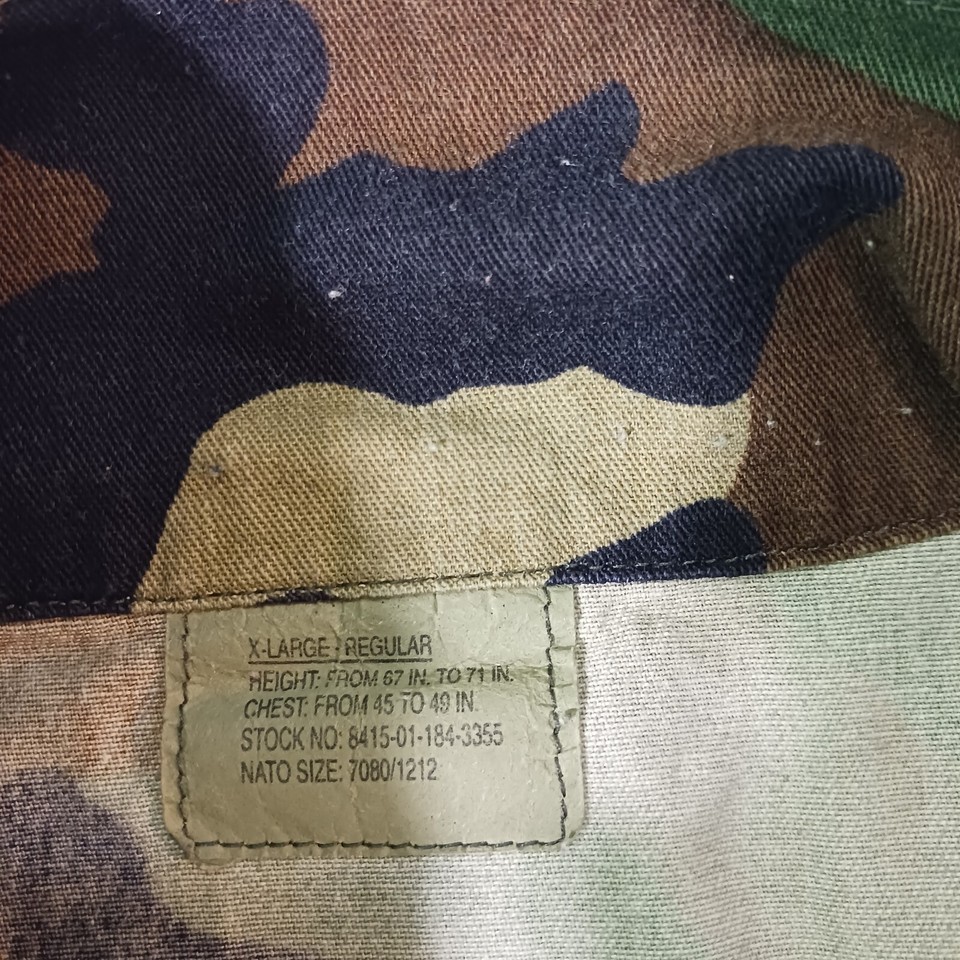 X-LARGE - REGULAR
HEIGHT: FROM 67 IN. TO 71 IN.
CHEST: FROM 45 TO 49 IN.
STOCK NO: 8415-01-184-3355
NATO SIZE: 7080/1212